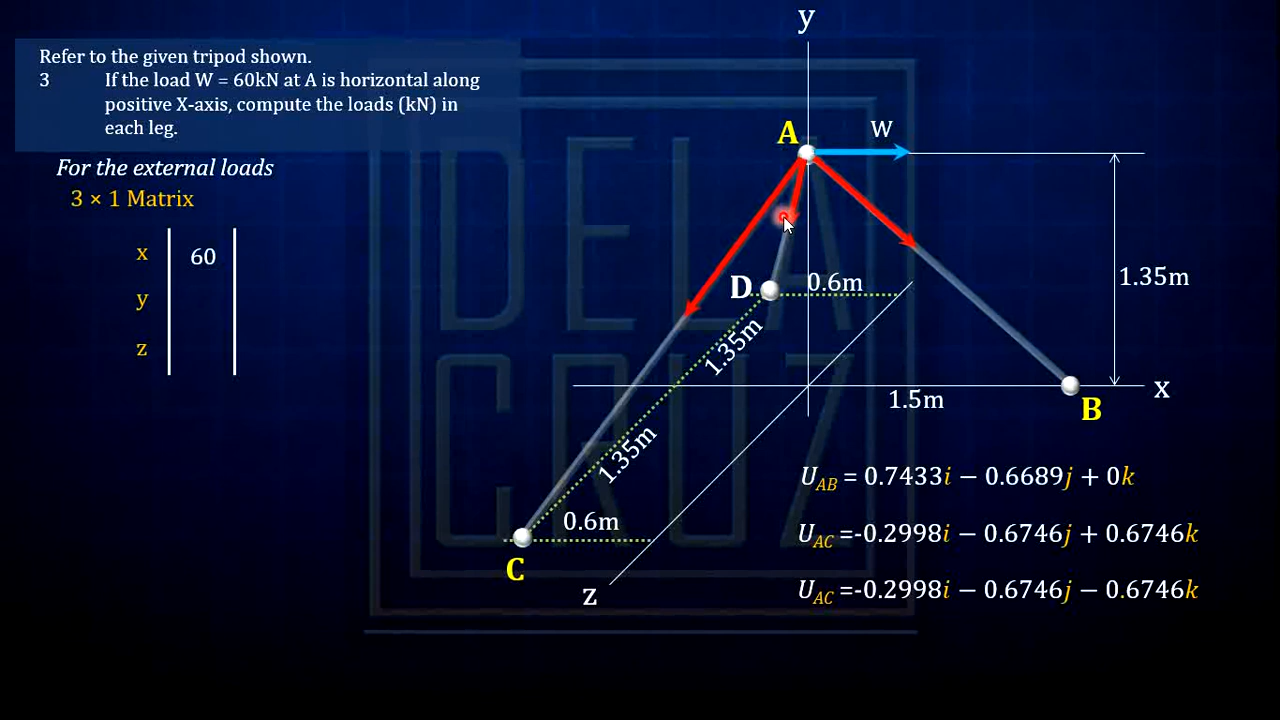 Refer to the given tripod shown.
3 If the load W = 60kN at A is horizontal along
positive X-axis, compute the loads (kN) in
each leg.
For the external loads
3 × 1 Matrix
x 60
y
z
y
A
W
D
0.6m
1.35m
1.35m
1.35m
x
1.5m
B
0.6m
C
z
U_AB = 0.7433i − 0.6689j + 0k
U_AC =-0.2998i − 0.6746j + 0.6746k
U_AC =-0.2998i − 0.6746j − 0.6746k
DELA
CRUZ